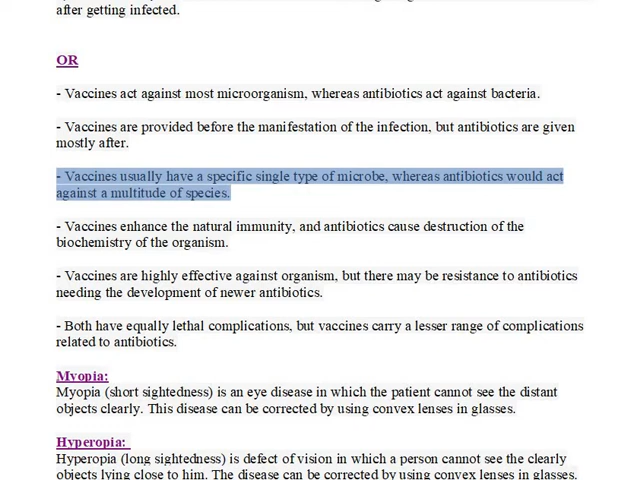 after getting infected.
OR
- Vaccines act against most microorganism, whereas antibiotics act against bacteria.
- Vaccines are provided before the manifestation of the infection, but antibiotics are given
mostly after.
- Vaccines usually have a specific single type of microbe, whereas antibiotics would act
against a multitude of species.
- Vaccines enhance the natural immunity, and antibiotics cause destruction of the
biochemistry of the organism.
- Vaccines are highly effective against organism, but there may be resistance to antibiotics
needing the development of newer antibiotics.
- Both have equally lethal complications, but vaccines carry a lesser range of complications
related to antibiotics.
Myopia:
Myopia (short sightedness) is an eye disease in which the patient cannot see the distant
objects clearly. This disease can be corrected by using convex lenses in glasses.
Hyperopia:
Hyperopia (long sightedness) is defect of vision in which a person cannot see the clearly
objects lying close to him. The disease can be corrected by using convex lenses in glasses.